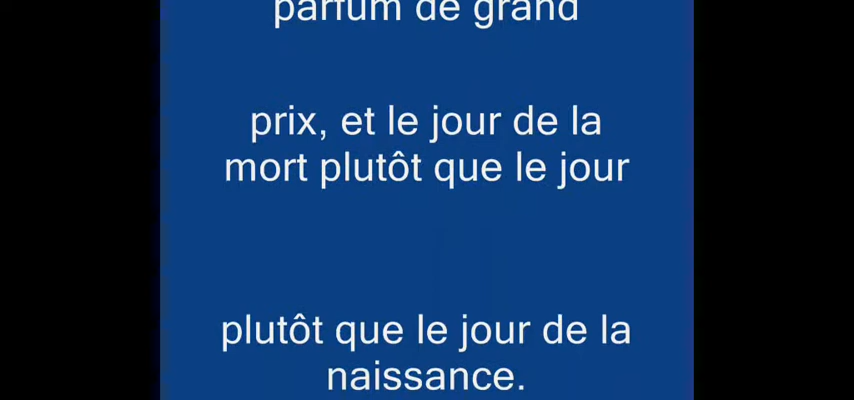 parfum de grand
prix, et le jour de la
mort plutôt que le jour
plutôt que le jour de la
naissance.